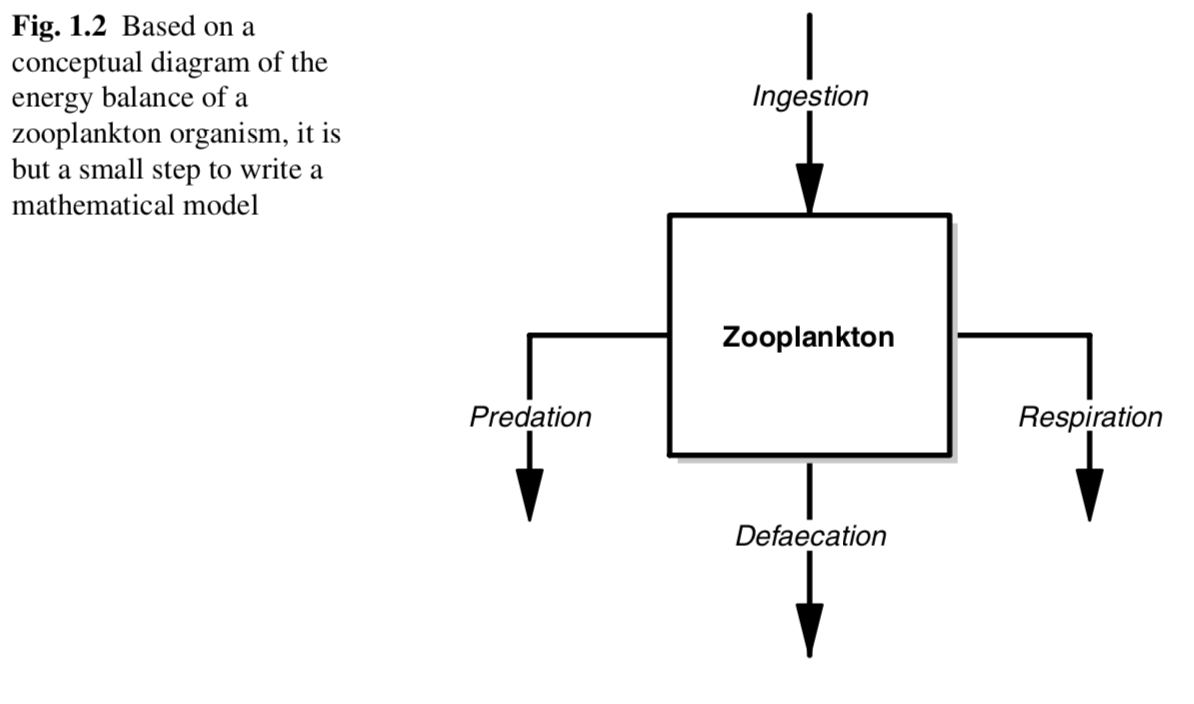 Fig. 1.2 Based on a
conceptual diagram of the
energy balance of a
zooplankton organism, it is
but a small step to write a
mathematical model
Ingestion
Zooplankton
Predation
Respiration
Defaecation